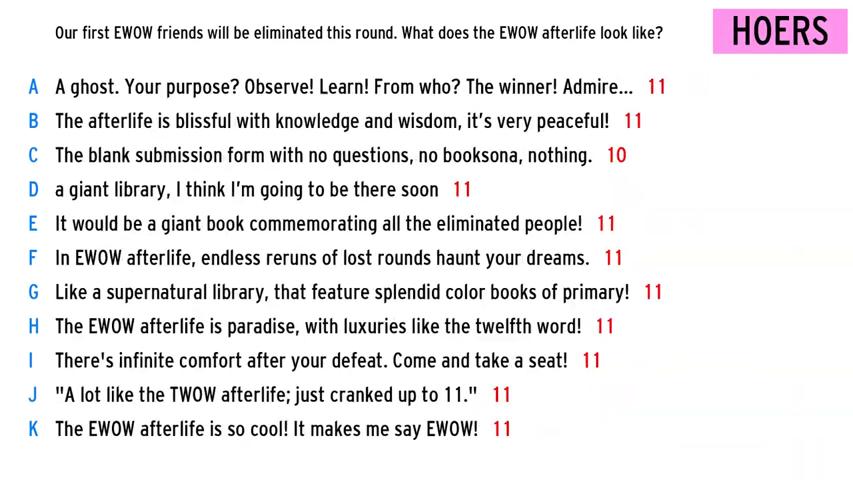 Our first EWOW friends will be eliminated this round. What does the EWOW afterlife look like?
HOERS
A A ghost. Your purpose? Observe! Learn! From who? The winner! Admire... 11
B The afterlife is blissful with knowledge and wisdom, it's very peaceful! 11
C The blank submission form with no questions, no booksona, nothing. 10
D a giant library, I think I'm going to be there soon 11
E It would be a giant book commemorating all the eliminated people! 11
F In EWOW afterlife, endless reruns of lost rounds haunt your dreams. 11
G Like a supernatural library, that feature splendid color books of primary! 11
H The EWOW afterlife is paradise, with luxuries like the twelfth word! 11
I There's infinite comfort after your defeat. Come and take a seat! 11
J "A lot like the TWOW afterlife; just cranked up to 11." 11
K The EWOW afterlife is so cool! It makes me say EWOW! 11